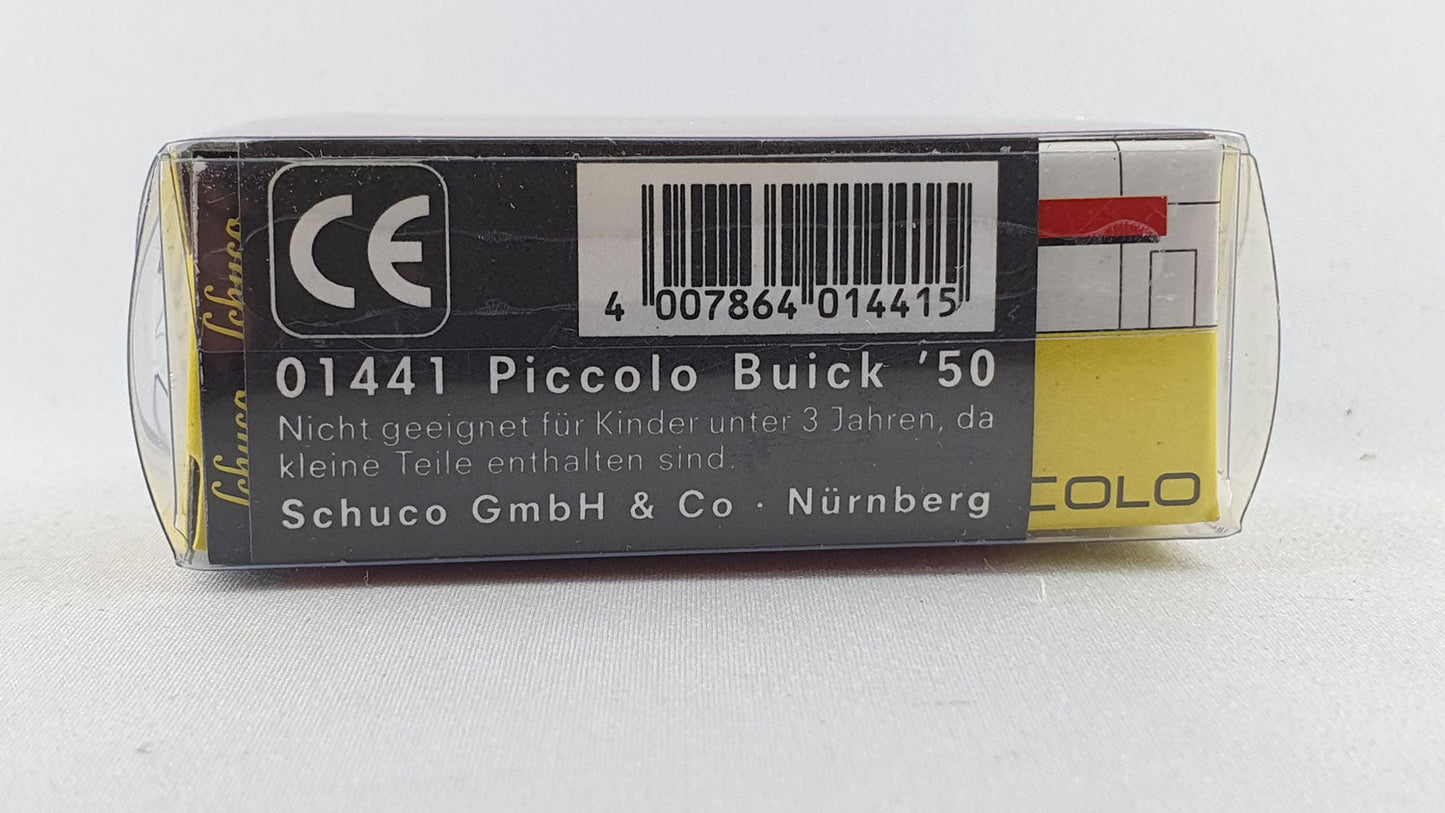 CE
4 007864 014415
01441 Piccolo Buick '50
Nicht geeignet für Kinder unter 3 Jahren, da
kleine Teile enthalten sind.
Schuco GmbH & Co · Nürnberg
COLO
Schuco
Schuco